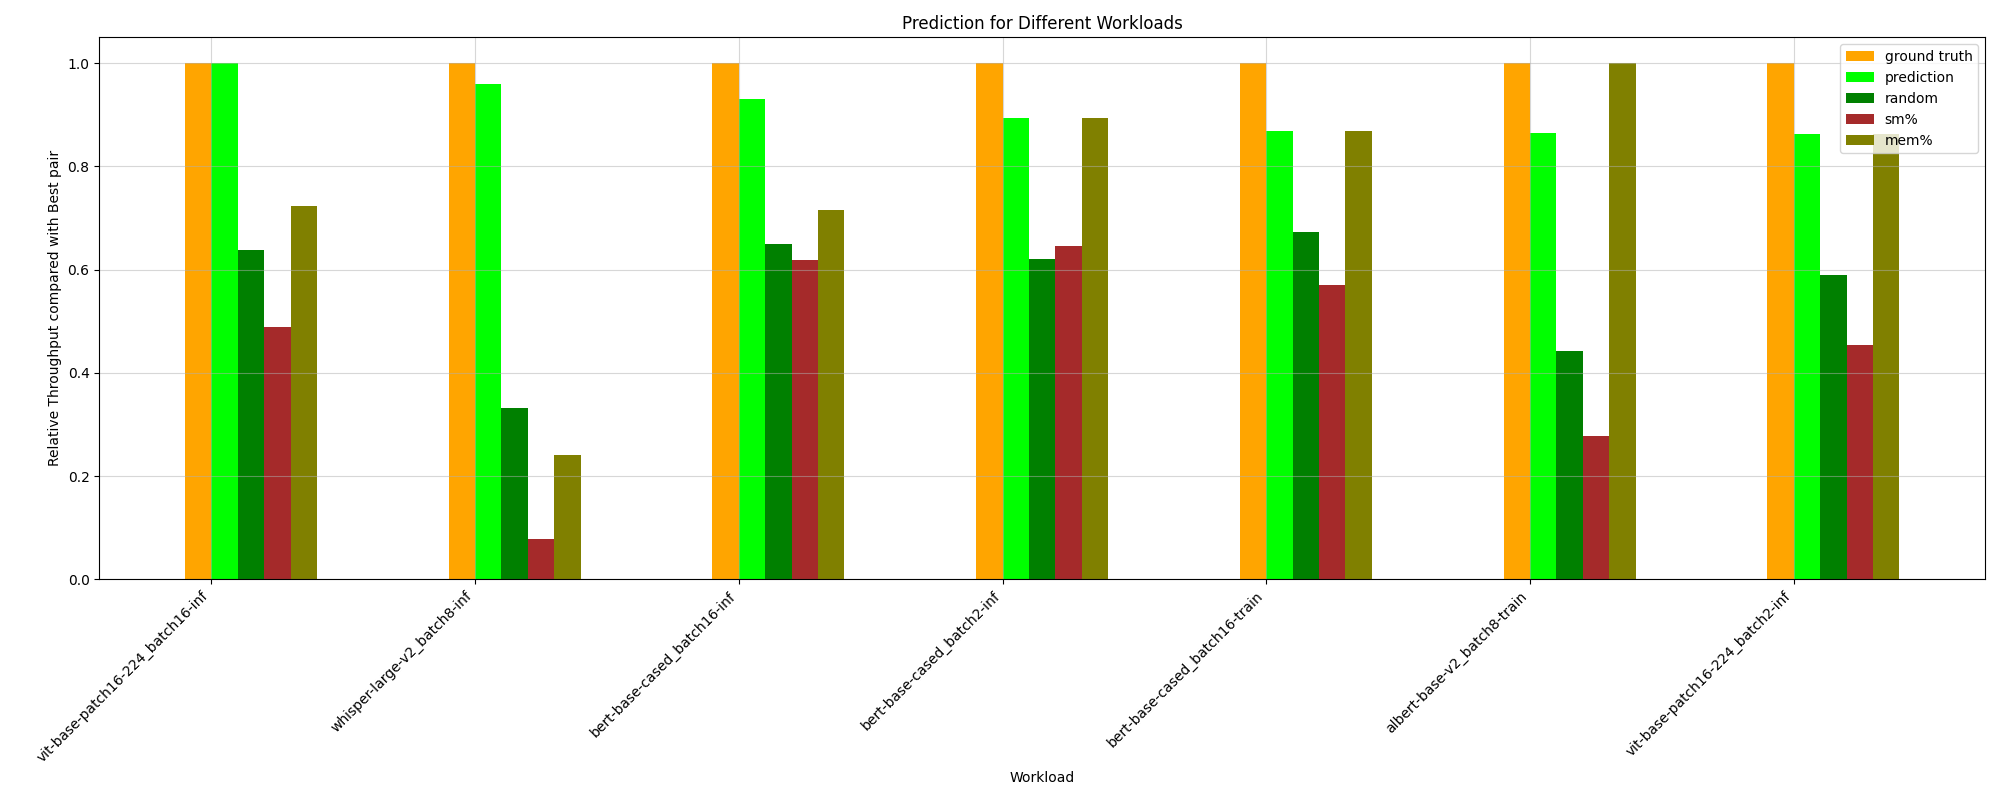 Prediction for Different Workloads
Relative Throughput compared with Best pair
1.0
0.8
0.6
0.4
0.2
0.0
ground truth
prediction
random
sm%
mem%
vit-base-patch16-224_batch16-inf
whisper-large-v2_batch8-inf
bert-base-cased_batch16-inf
bert-base-cased_batch2-inf
bert-base-cased_batch16-train
albert-base-v2_batch8-train
vit-base-patch16-224_batch2-inf
Workload